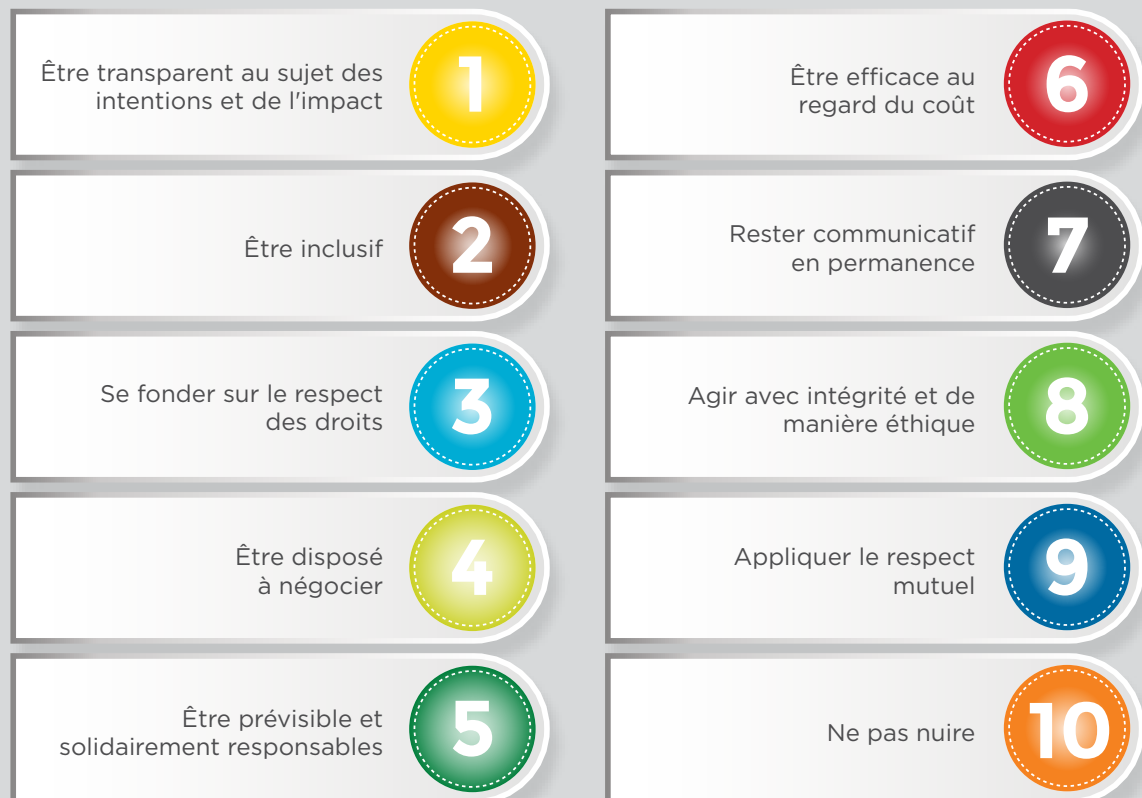 Être transparent au sujet des
intentions et de l'impact
1
Être inclusif
2
Se fonder sur le respect
des droits
3
Être disposé
à négocier
4
Être prévisible et
solidairement responsables
5
Être efficace au
regard du coût
6
Rester communicatif
en permanence
7
Agir avec intégrité et de
manière éthique
8
Appliquer le respect
mutuel
9
Ne pas nuire
10